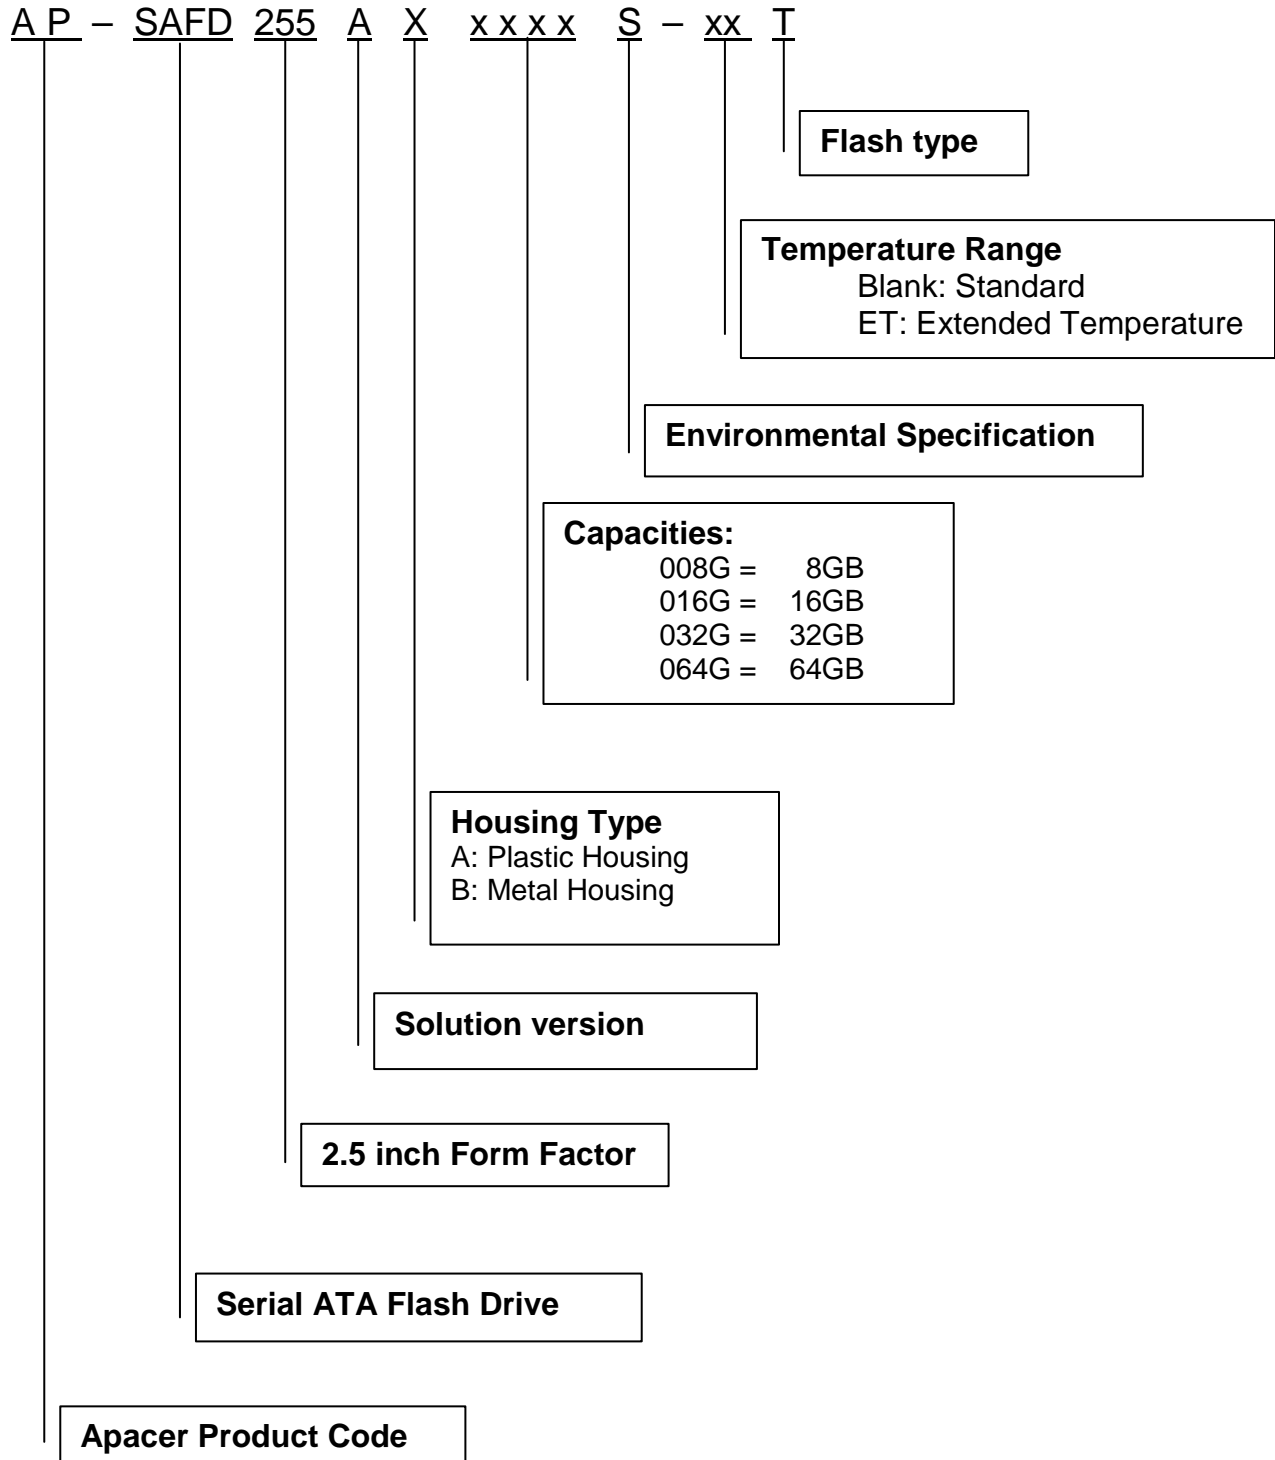 A P – SAFD 255 A X x x x x S – xx T
Flash type
Temperature Range
Blank: Standard
ET: Extended Temperature
Environmental Specification
Capacities:
008G = 8GB
016G = 16GB
032G = 32GB
064G = 64GB
Housing Type
A: Plastic Housing
B: Metal Housing
Solution version
2.5 inch Form Factor
Serial ATA Flash Drive
Apacer Product Code